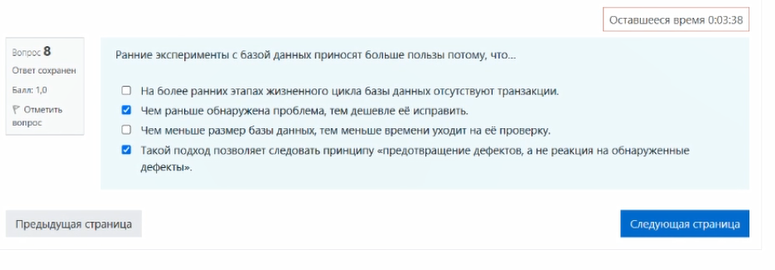 Оставшееся время 0:03:38
Вопрос 8
Ответ сохранен
Балл: 1,0
Отметить
вопрос
Ранние эксперименты с базой данных приносят больше пользы потому, что...
На более ранних этапах жизненного цикла базы данных отсутствуют транзакции.
Чем раньше обнаружена проблема, тем дешевле её исправить.
Чем меньше размер базы данных, тем меньше времени уходит на её проверку.
Такой подход позволяет следовать принципу «предотвращение дефектов, а не реакция на обнаруженные
дефекты».
Предыдущая страница
Следующая страница